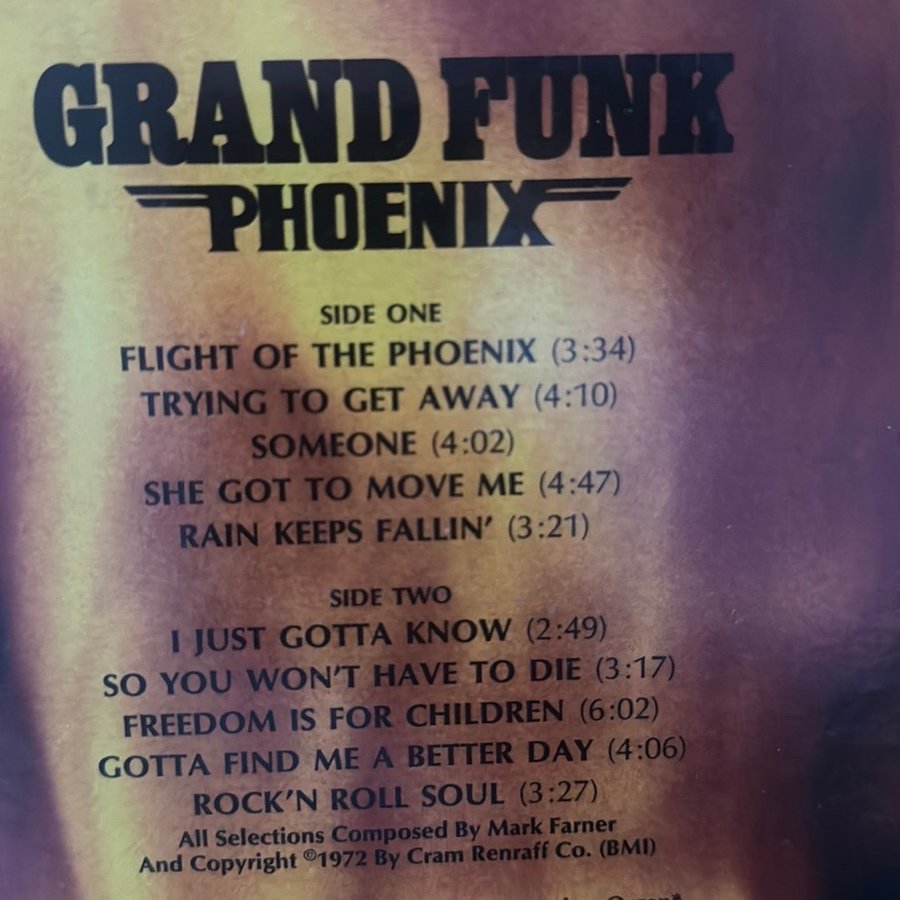 GRAND FUNK
PHOENIX
SIDE ONE
FLIGHT OF THE PHOENIX (3:34)
TRYING TO GET AWAY (4:10)
SOMEONE (4:02)
SHE GOT TO MOVE ME (4:47)
RAIN KEEPS FALLIN' (3:21)
SIDE TWO
I JUST GOTTA KNOW (2:49)
SO YOU WON'T HAVE TO DIE (3:17)
FREEDOM IS FOR CHILDREN (6:02)
GOTTA FIND ME A BETTER DAY (4:06)
ROCK'N ROLL SOUL (3:27)
All Selections Composed By Mark Farner
And Copyright ©1972 By Cram Renraff Co. (BMI)